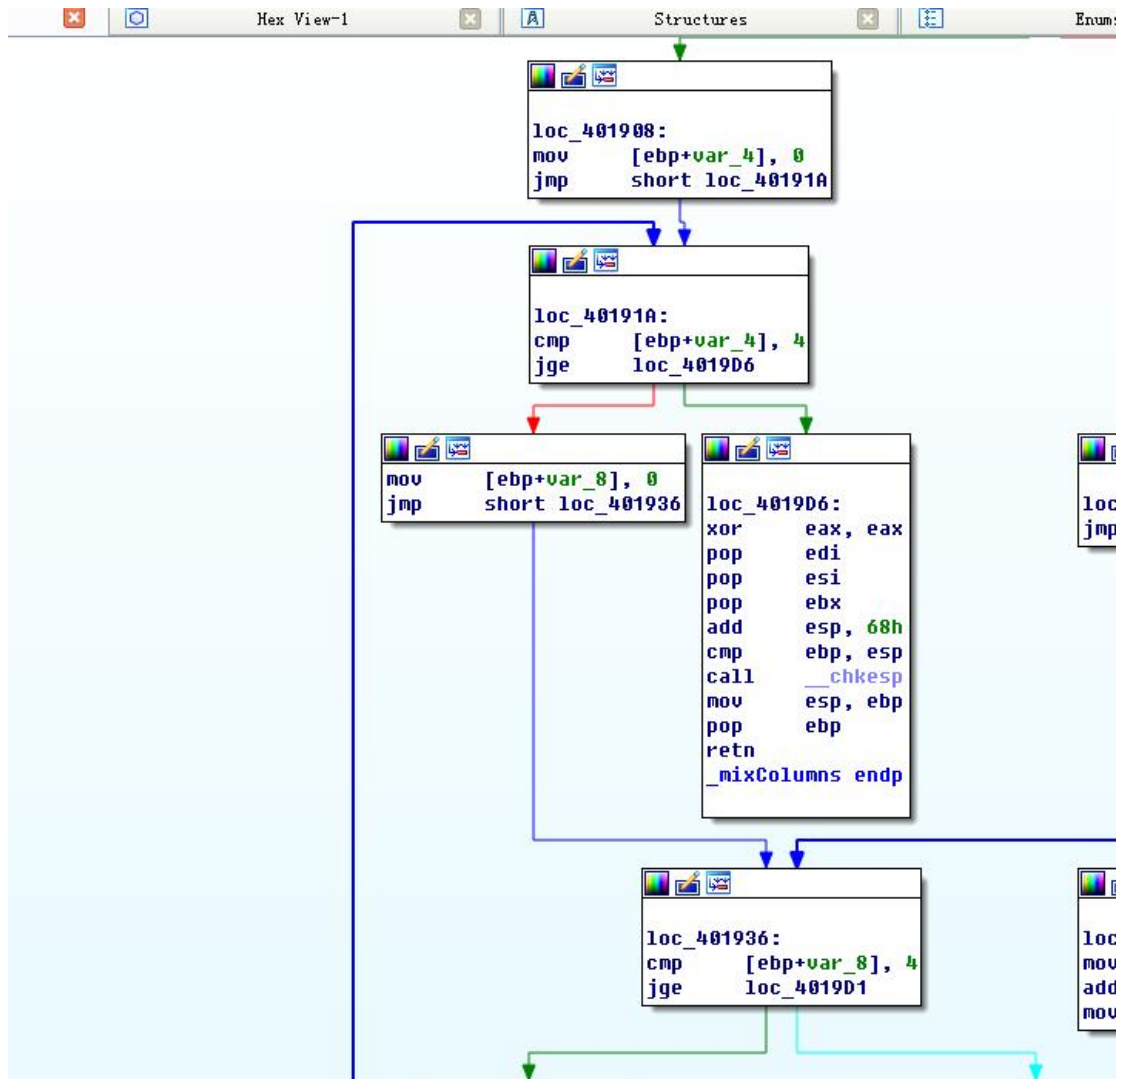 Hex View-1 Structures Enum
loc_401908:
mov [ebp+var_4], 0
jmp short loc_40191A
loc_40191A:
cmp [ebp+var_4], 4
jge loc_4019D6
mov [ebp+var_8], 0
jmp short loc_401936
loc_4019D6:
xor eax, eax
pop edi
pop esi
pop ebx
add esp, 68h
cmp ebp, esp
call __chkesp
mov esp, ebp
pop ebp
retn
_mixColumns endp
loc
jmp
loc_401936:
cmp [ebp+var_8], 4
jge loc_4019D1
loc
mov
add
mov